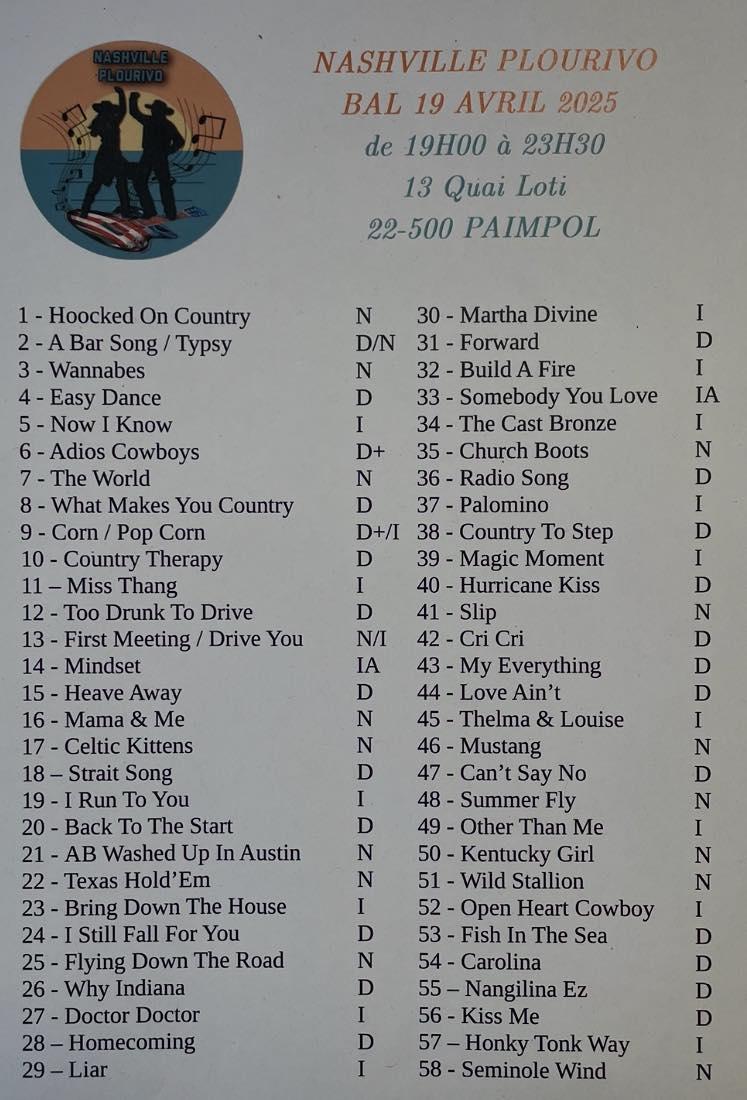 NASHVILLE
PLOURIVO
NASHVILLE PLOURIVO
BAL 19 AVRIL 2025
de 19H00 à 23H30
13 Quai Loti
22-500 PAIMPOL
1 - Hoocked On Country N
2 - A Bar Song / Typsy D/N
3 - Wannabes N
4 - Easy Dance D
5 - Now I Know I
6 - Adios Cowboys D+
7 - The World N
8 - What Makes You Country D
9 - Corn / Pop Corn D+/I
10 - Country Therapy D
11 – Miss Thang I
12 - Too Drunk To Drive D
13 - First Meeting / Drive You N/I
14 - Mindset IA
15 - Heave Away D
16 - Mama & Me N
17 - Celtic Kittens N
18 – Strait Song D
19 - I Run To You I
20 - Back To The Start D
21 - AB Washed Up In Austin N
22 - Texas Hold'Em N
23 - Bring Down The House I
24 - I Still Fall For You D
25 - Flying Down The Road N
26 - Why Indiana D
27 - Doctor Doctor I
28 – Homecoming D
29 – Liar I
30 - Martha Divine I
31 - Forward D
32 - Build A Fire I
33 - Somebody You Love IA
34 - The Cast Bronze I
35 - Church Boots N
36 - Radio Song D
37 - Palomino I
38 - Country To Step D
39 - Magic Moment I
40 - Hurricane Kiss D
41 - Slip N
42 - Cri Cri D
43 - My Everything D
44 - Love Ain't D
45 - Thelma & Louise I
46 - Mustang N
47 - Can't Say No D
48 - Summer Fly N
49 - Other Than Me I
50 - Kentucky Girl N
51 - Wild Stallion N
52 - Open Heart Cowboy I
53 - Fish In The Sea D
54 - Carolina D
55 – Nangilina Ez D
56 - Kiss Me D
57 – Honky Tonk Way I
58 - Seminole Wind N